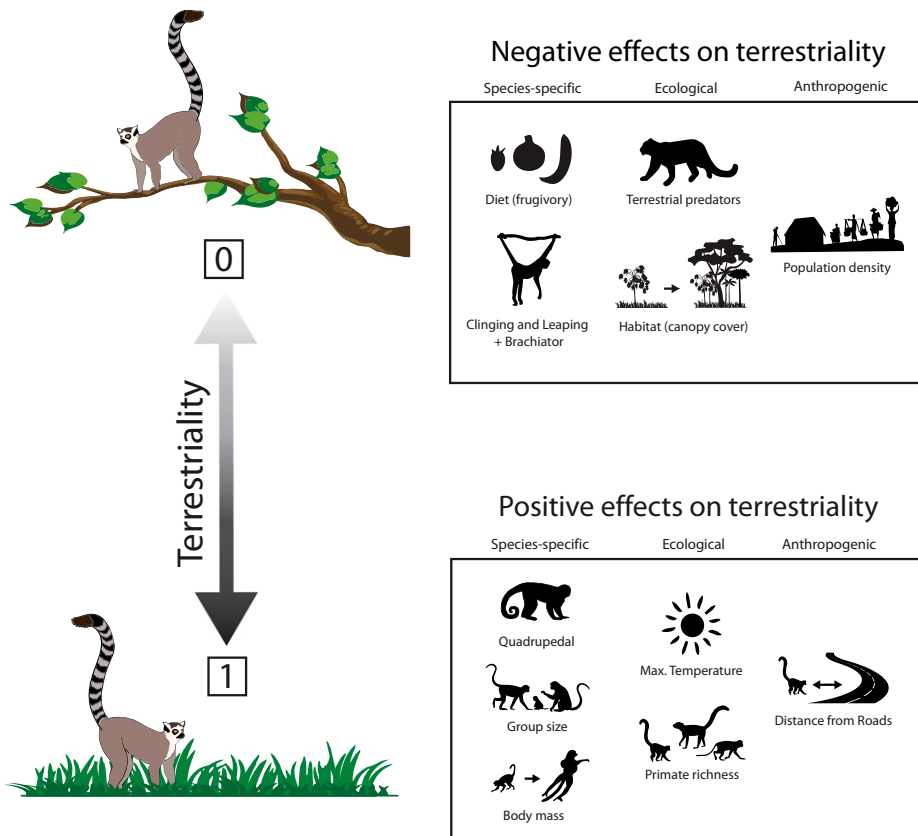 Negative effects on terrestriality
Species-specific
Ecological
Anthropogenic
Diet (frugivory)
Terrestrial predators
Population density
Clinging and Leaping
+ Brachiator
Habitat (canopy cover)
0
Terrestriality
1
Positive effects on terrestriality
Species-specific
Ecological
Anthropogenic
Quadrupedal
Max. Temperature
Distance from Roads
Group size
Primate richness
Body mass